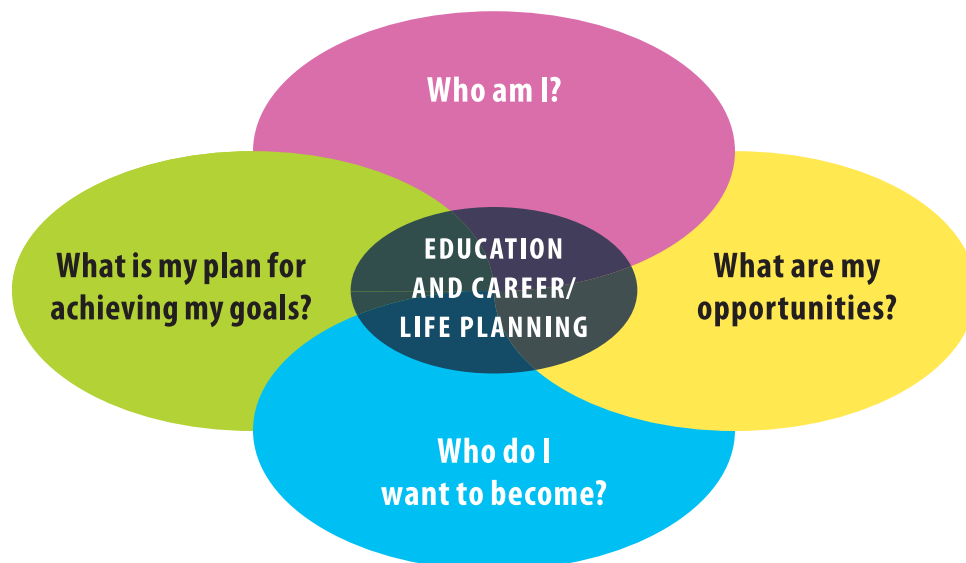 Who am I?
What is my plan for
achieving my goals?
EDUCATION
AND CAREER/
LIFE PLANNING
What are my
opportunities?
Who do I
want to become?